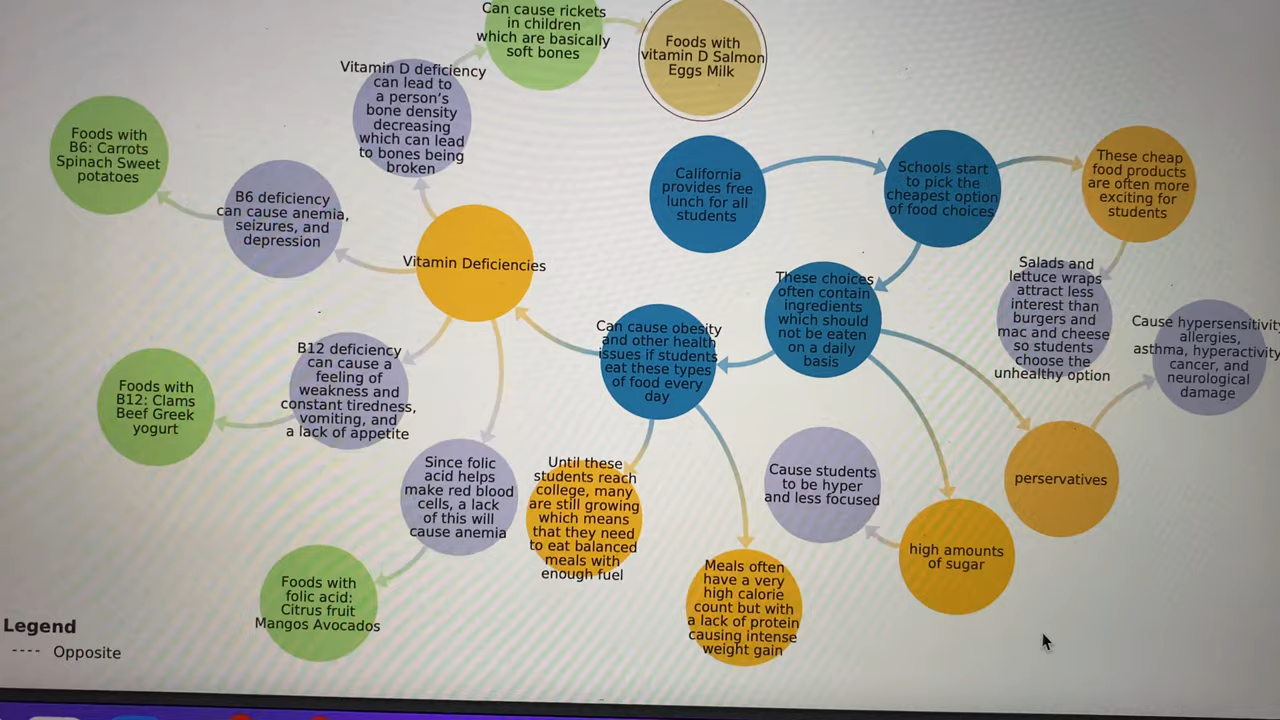 Can cause rickets
in children
which are basically
soft bones
Foods with
vitamin D Salmon
Eggs Milk
Vitamin D deficiency
can lead to
a person's
bone density
decreasing
which can lead
to bones being
broken
Foods with
B6: Carrots
Spinach Sweet
potatoes
B6 deficiency
can cause anemia,
seizures, and
depression
California
provides free
lunch for all
students
Schools start
to pick the
cheapest option
of food choices
These cheap
food products
are often more
exciting for
students
Vitamin Deficiencies
These choices
often contain
ingredients
which should
not be eaten
on a daily
basis
Salads and
lettuce wraps
attract less
interest than
burgers and
mac and cheese
so students
choose the
unhealthy option
Cause hypersensitivity
allergies,
asthma, hyperactivity
cancer, and
neurological
damage
Can cause obesity
and other health
issues if students
eat these types
of food every
day
B12 deficiency
can cause a
feeling of
weakness and
constant tiredness,
vomiting, and
a lack of appetite
Foods with
B12: Clams
Beef Greek
yogurt
Since folic
acid helps
make red blood
cells, a lack
of this will
cause anemia
Until these
students reach
college, many
are still growing
which means
that they need
to eat balanced
meals with
enough fuel
Cause students
to be hyper
and less focused
perservatives
high amounts
of sugar
Meals often
have a very
high calorie
count but with
a lack of protein
causing intense
weight gain
Foods with
folic acid:
Citrus fruit
Mangos Avocados
Legend
Opposite